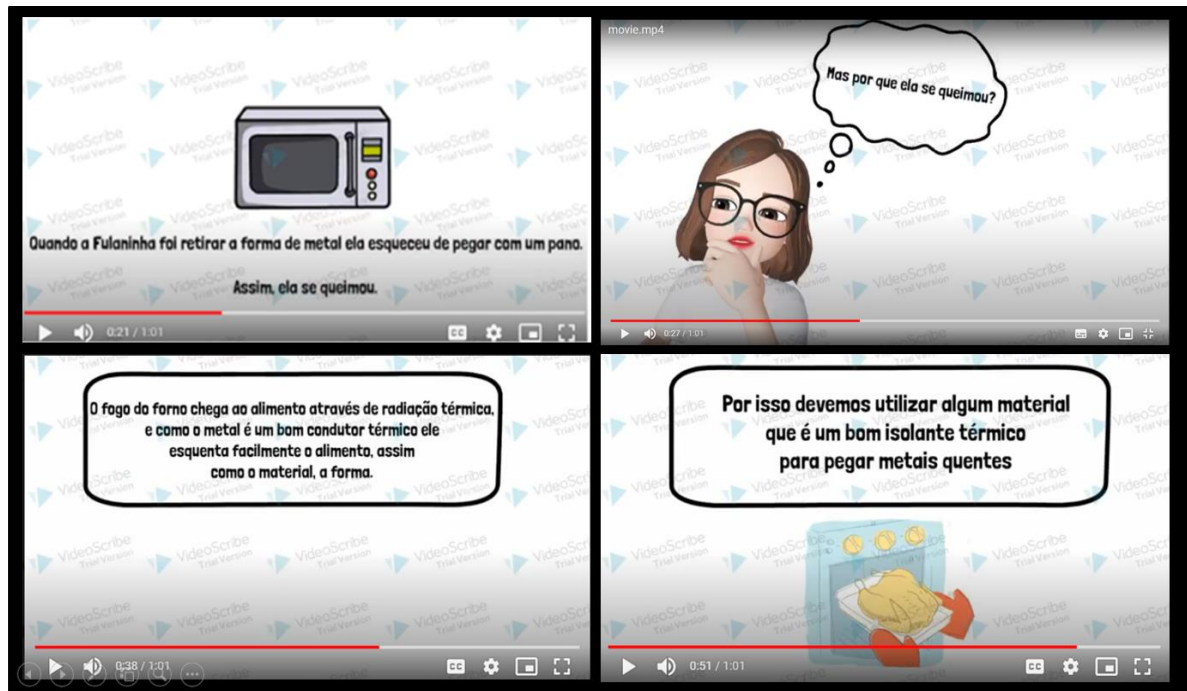 Quando a Fulaninha foi retirar a forma de metal ela esqueceu de pegar com um pano.
Assim, ela se queimou.
0:21 / 1:01
movie.mp4
Mas por que ela se queimou?
0:27 / 1:01
O fogo do forno chega ao alimento através de radiação térmica,
e como o metal é um bom condutor térmico ele
esquenta facilmente o alimento, assim
como o material, a forma.
0:38 / 1:01
Por isso devemos utilizar algum material
que é um bom isolante térmico
para pegar metais quentes
0:51 / 1:01
VideoScribe
Trial Version